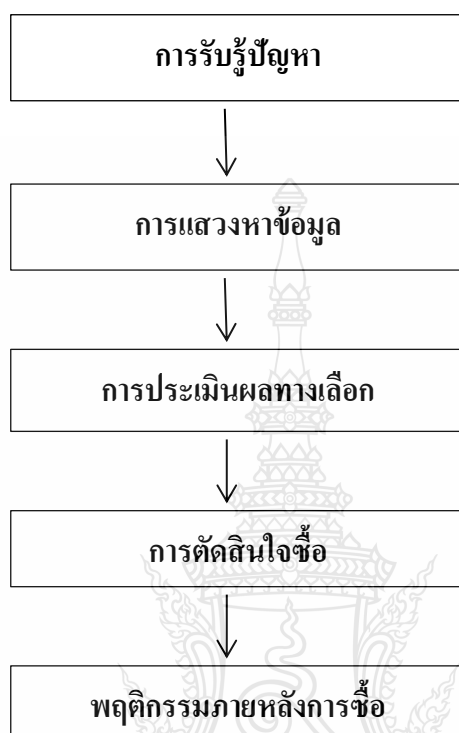 การรับรู้ปัญหา
การแสวงหาข้อมูล
การประเมินผลทางเลือก
การตัดสินใจซื้อ
พฤติกรรมภายหลังการซื้อ